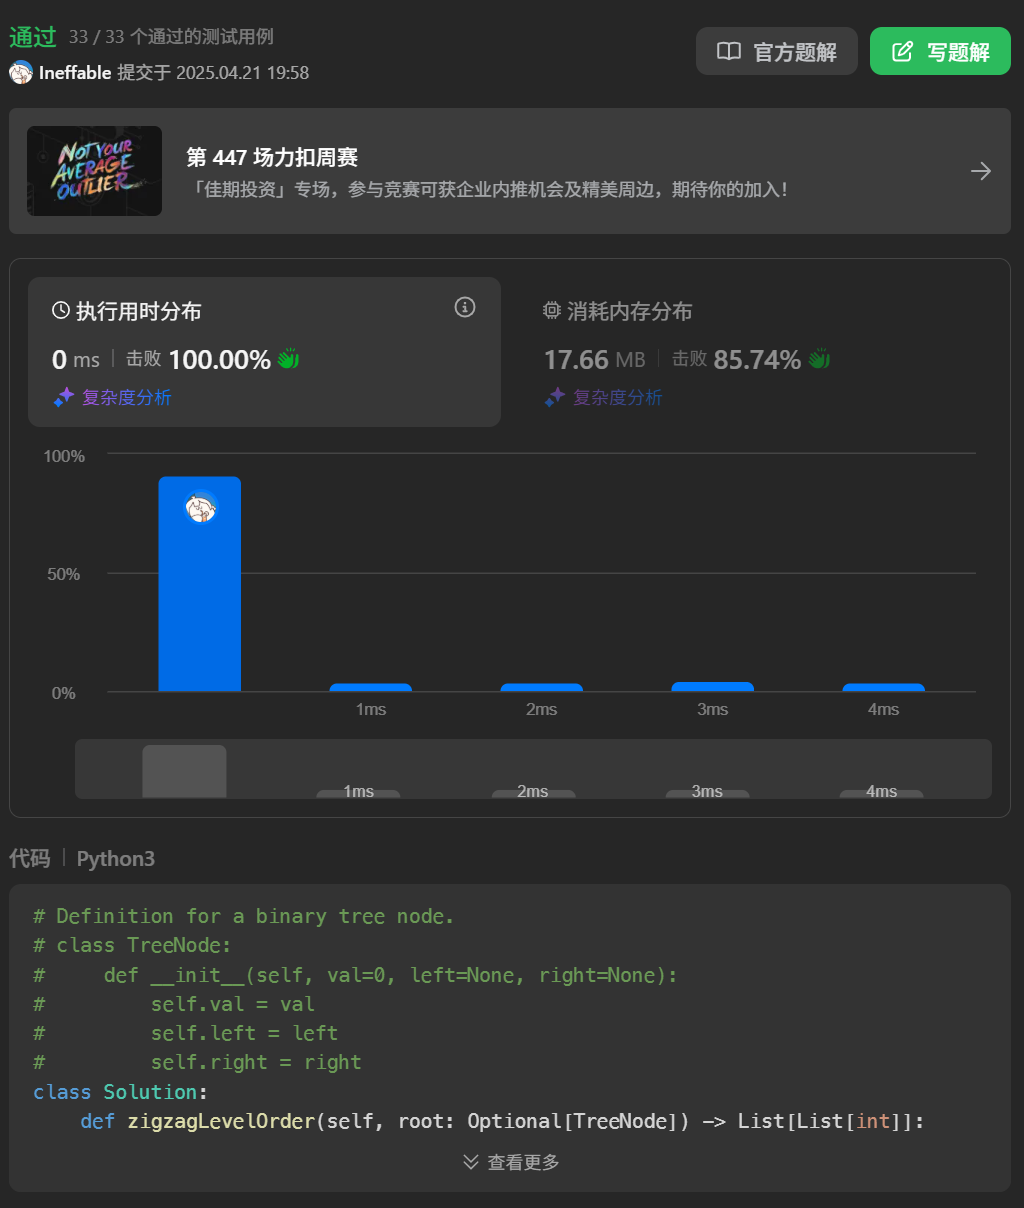 通过 33 / 33 个通过的测试用例
官方题解
写题解
Ineffable 提交于 2025.04.21 19:58
NOT YOUR
AVERAGE
OUTLIER
第 447 场力扣周赛
「佳期投资」专场，参与竞赛可获企业内推机会及精美周边，期待你的加入！
执行用时分布
0 ms 击败 100.00%
复杂度分析
消耗内存分布
17.66 MB 击败 85.74%
复杂度分析
100%
50%
0%
1ms 2ms 3ms 4ms
1ms 2ms 3ms 4ms
代码 Python3
# Definition for a binary tree node.
# class TreeNode:
#     def __init__(self, val=0, left=None, right=None):
#         self.val = val
#         self.left = left
#         self.right = right
class Solution:
    def zigzagLevelOrder(self, root: Optional[TreeNode]) -> List[List[int]]:
查看更多